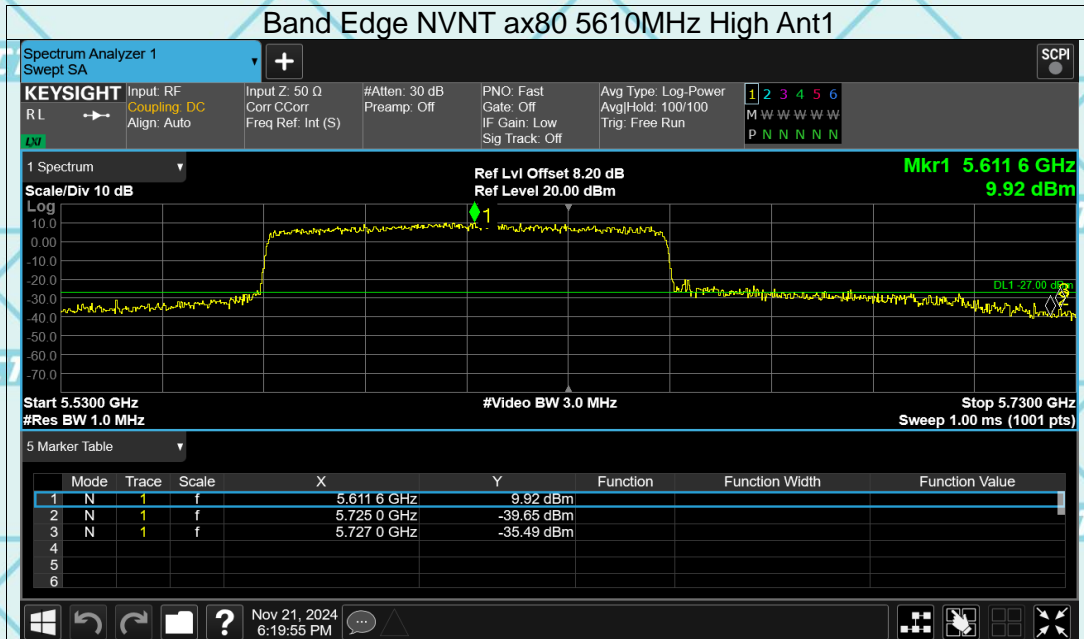 Band Edge NVNT ax80 5610MHz High Ant1
Spectrum Analyzer 1
Swept SA
+
SCPI
KEYSIGHT Input: RF Input Z: 50 Ω #Atten: 30 dB PNO: Fast Avg Type: Log-Power 1 2 3 4 5 6
RL Coupling: DC Corr CCorr Preamp: Off Gate: Off Avg|Hold: 100/100 M W W W W W
Align: Auto Freq Ref: Int (S) IF Gain: Low Trig: Free Run
LXI Sig Track: Off P N N N N N
1 Spectrum Ref Lvl Offset 8.20 dB Mkr1 5.611 6 GHz
Scale/Div 10 dB Ref Level 20.00 dBm 9.92 dBm
Log
1
10.0
0.00
-10.0
-20.0
DL1 -27.00 dBm
-30.0
-40.0
-50.0
-60.0
-70.0
Start 5.5300 GHz #Video BW 3.0 MHz Stop 5.7300 GHz
#Res BW 1.0 MHz Sweep 1.00 ms (1001 pts)
5 Marker Table
Mode Trace Scale X Y Function Function Width Function Value
1 N 1 f 5.611 6 GHz 9.92 dBm
2 N 1 f 5.725 0 GHz -39.65 dBm
3 N 1 f 5.727 0 GHz -35.49 dBm
4
5
6
? Nov 21, 2024
6:19:55 PM